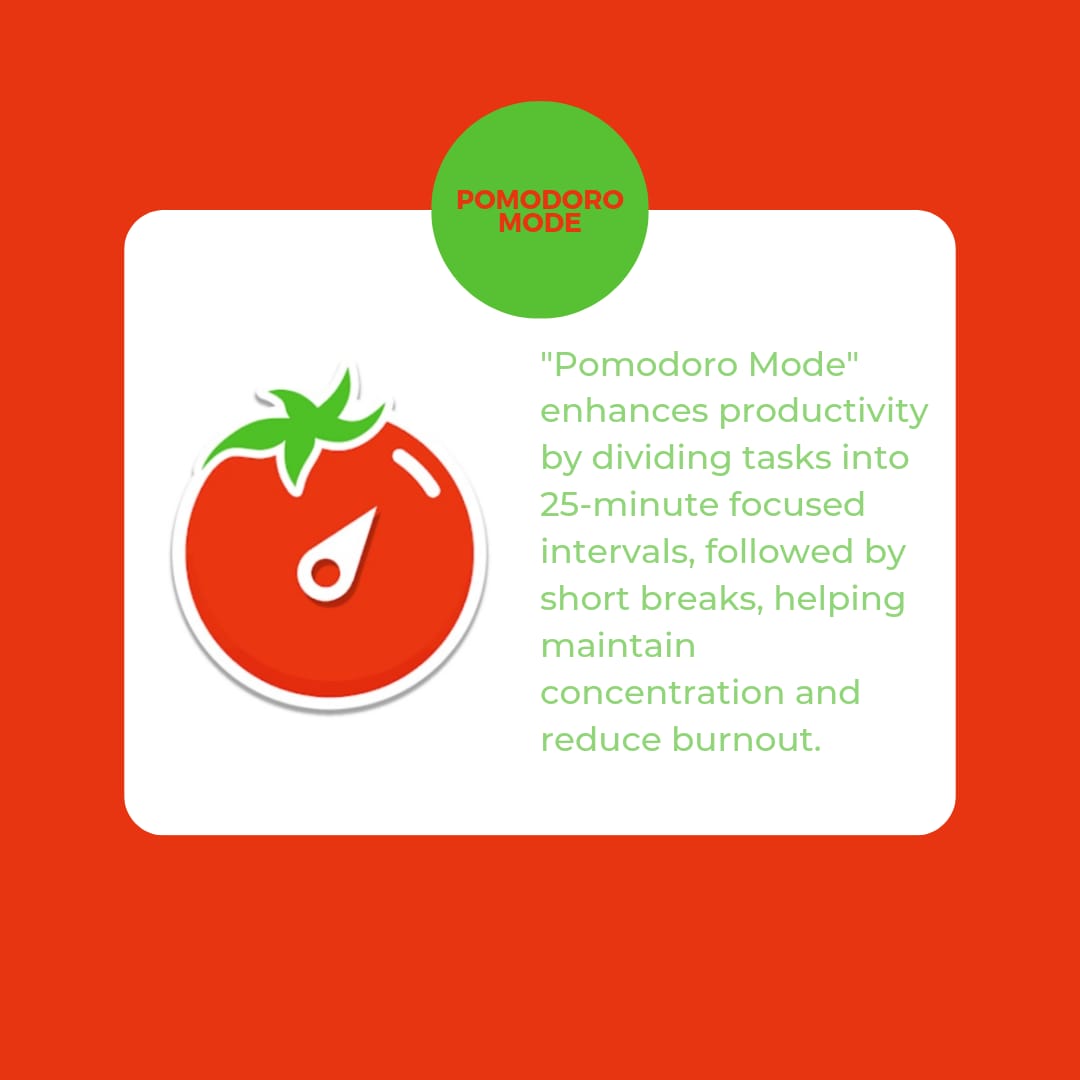 POMODORO
MODE
"Pomodoro Mode"
enhances productivity
by dividing tasks into
25-minute focused
intervals, followed by
short breaks, helping
maintain
concentration and
reduce burnout.